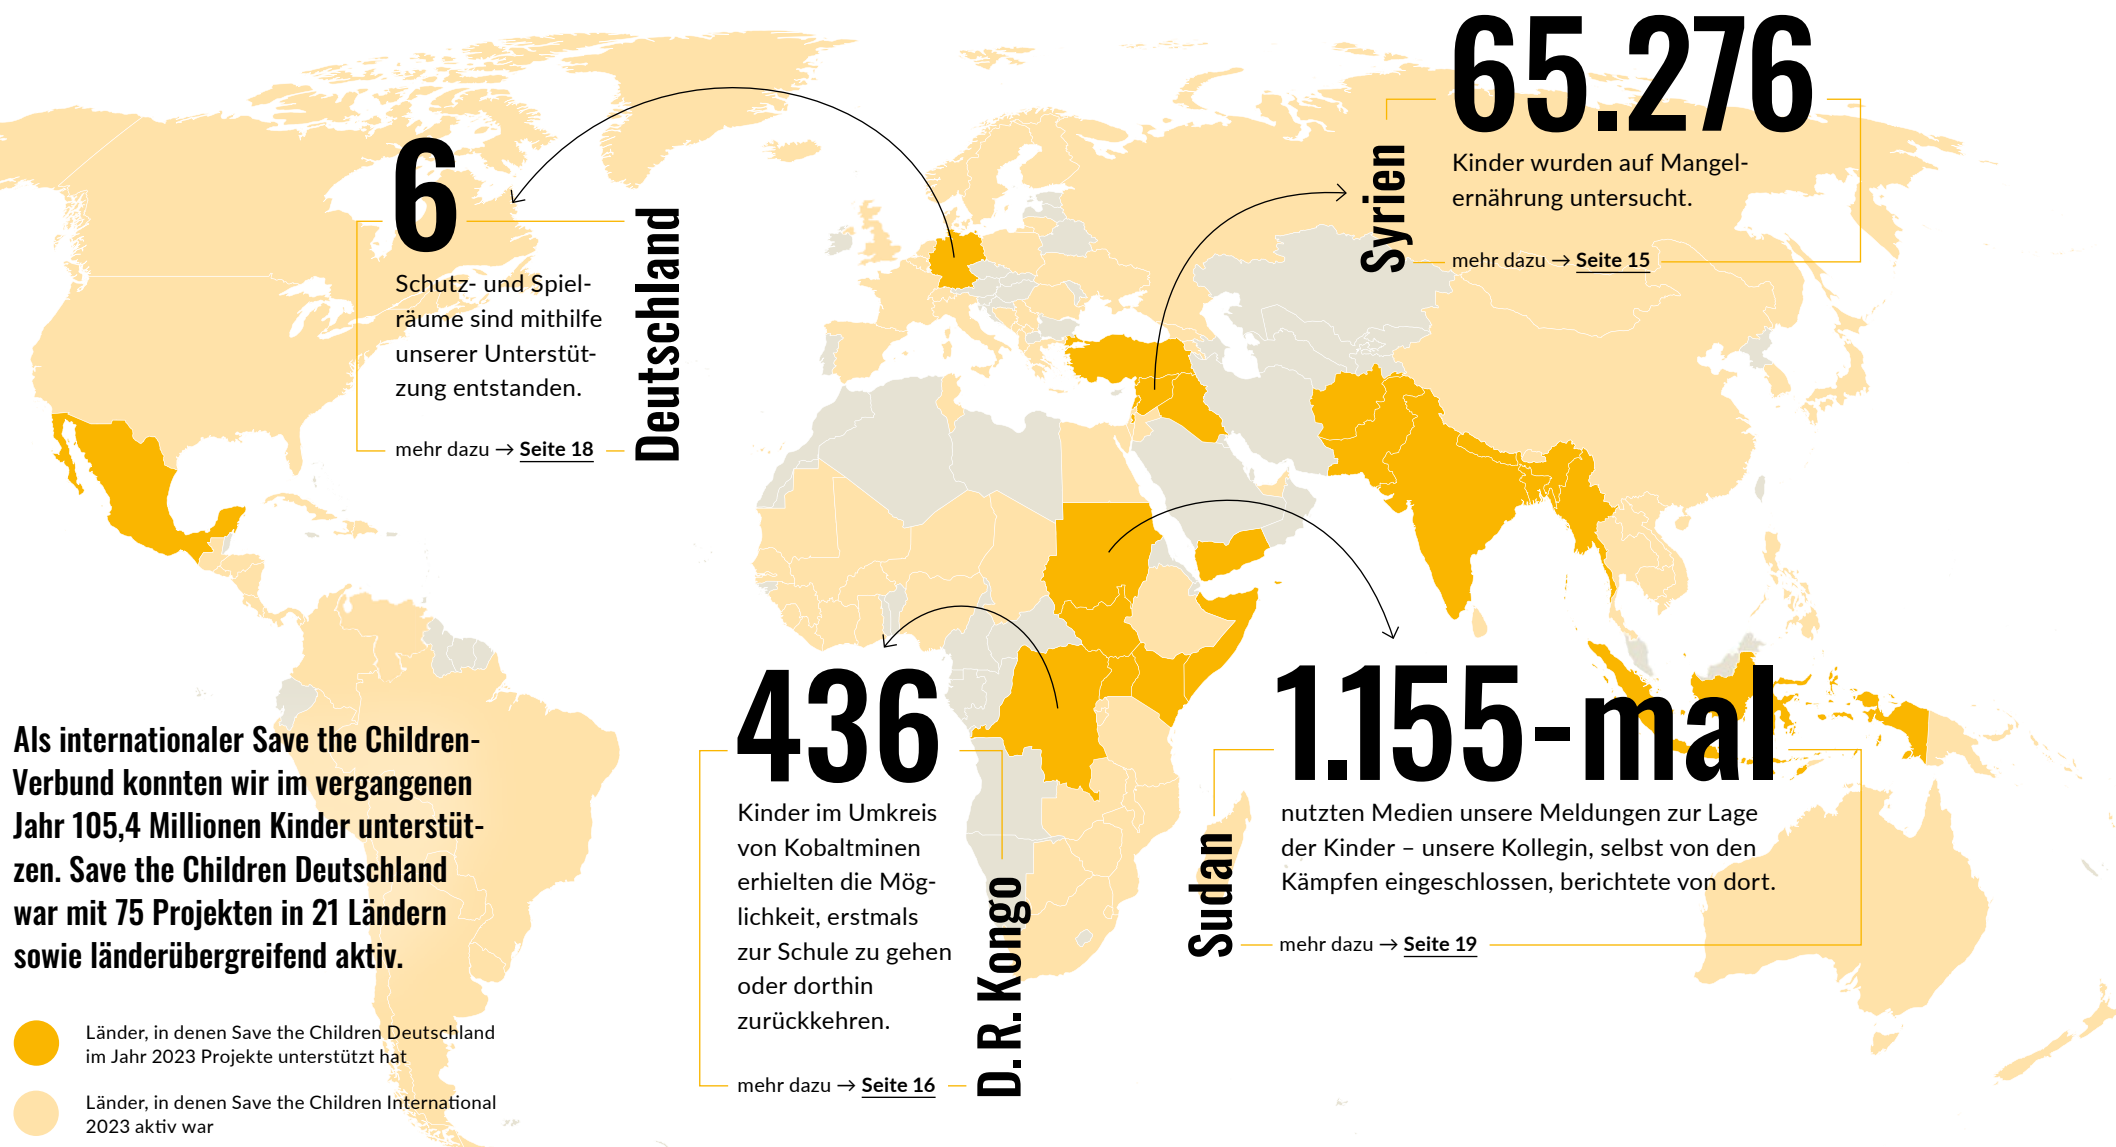 65.276
Kinder wurden auf Mangel-
ernährung untersucht.
mehr dazu → Seite 15
Syrien
6
Schutz- und Spiel-
räume sind mithilfe
unserer Unterstüt-
zung entstanden.
mehr dazu → Seite 18
Deutschland
436
Kinder im Umkreis
von Kobaltminen
erhielten die Mög-
lichkeit, erstmals
zur Schule zu gehen
oder dorthin
zurückkehren.
mehr dazu → Seite 16
D. R. Kongo
1.155-mal
nutzten Medien unsere Meldungen zur Lage
der Kinder – unsere Kollegin, selbst von den
Kämpfen eingeschlossen, berichtete von dort.
mehr dazu → Seite 19
Sudan
Als internationaler Save the Children-
Verbund konnten wir im vergangenen
Jahr 105,4 Millionen Kinder unterstüt-
zen. Save the Children Deutschland
war mit 75 Projekten in 21 Ländern
sowie länderübergreifend aktiv.
Länder, in denen Save the Children Deutschland
im Jahr 2023 Projekte unterstützt hat
Länder, in denen Save the Children International
2023 aktiv war